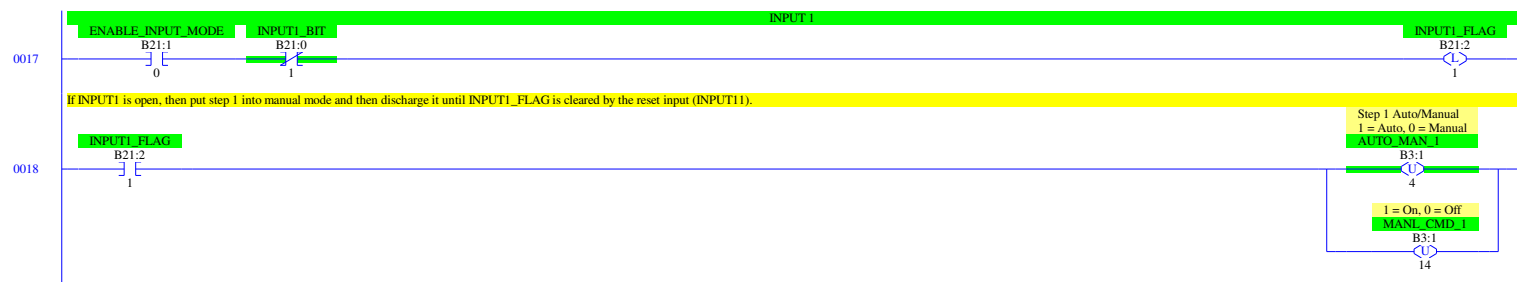 INPUT 1
ENABLE_INPUT_MODE INPUT1_BIT INPUT1_FLAG
B21:1 B21:0 B21:2
0017 L
0 1 1
If INPUT1 is open, then put step 1 into manual mode and then discharge it until INPUT1_FLAG is cleared by the reset input (INPUT11).
Step 1 Auto/Manual
1 = Auto, 0 = Manual
INPUT1_FLAG AUTO_MAN_1
B21:2 B3:1
0018 U
1 4
1 = On, 0 = Off
MANL_CMD_1
B3:1
U
14